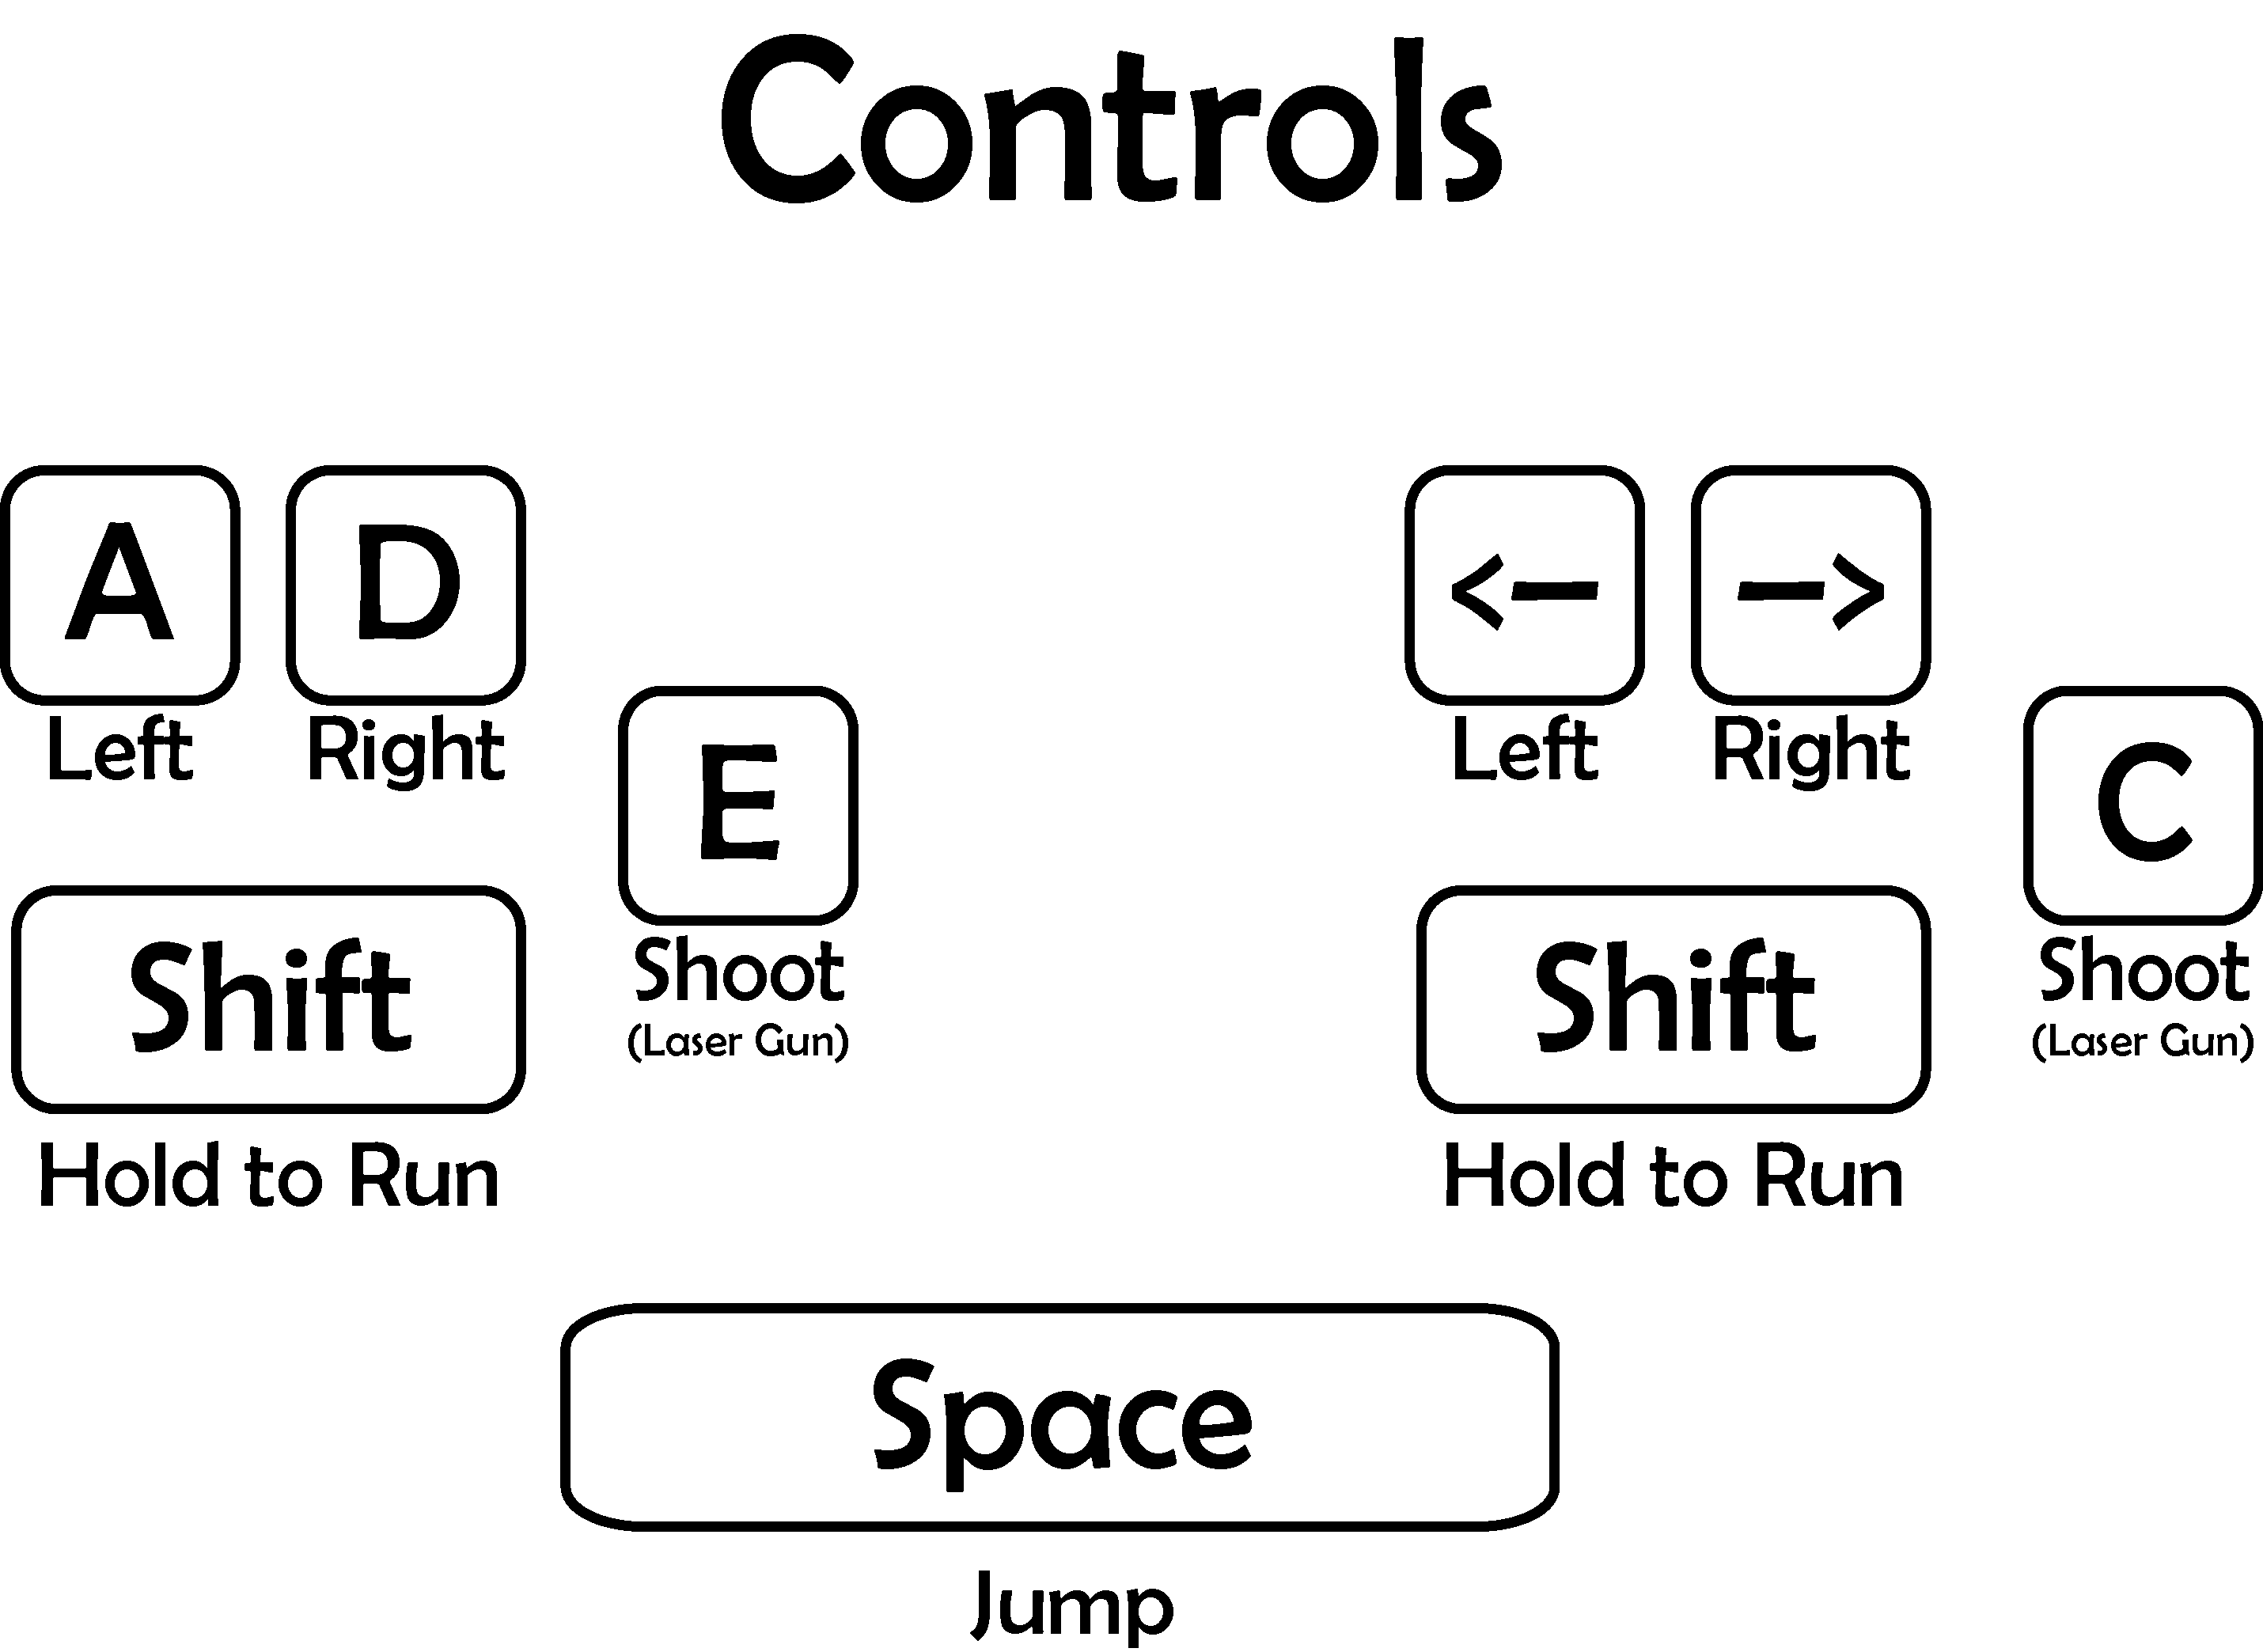 Controls
A D
Left Right
E
Shoot
(Laser Gun)
Shift
Hold to Run
<— —>
Left Right
C
Shoot
(Laser Gun)
Shift
Hold to Run
Space
Jump